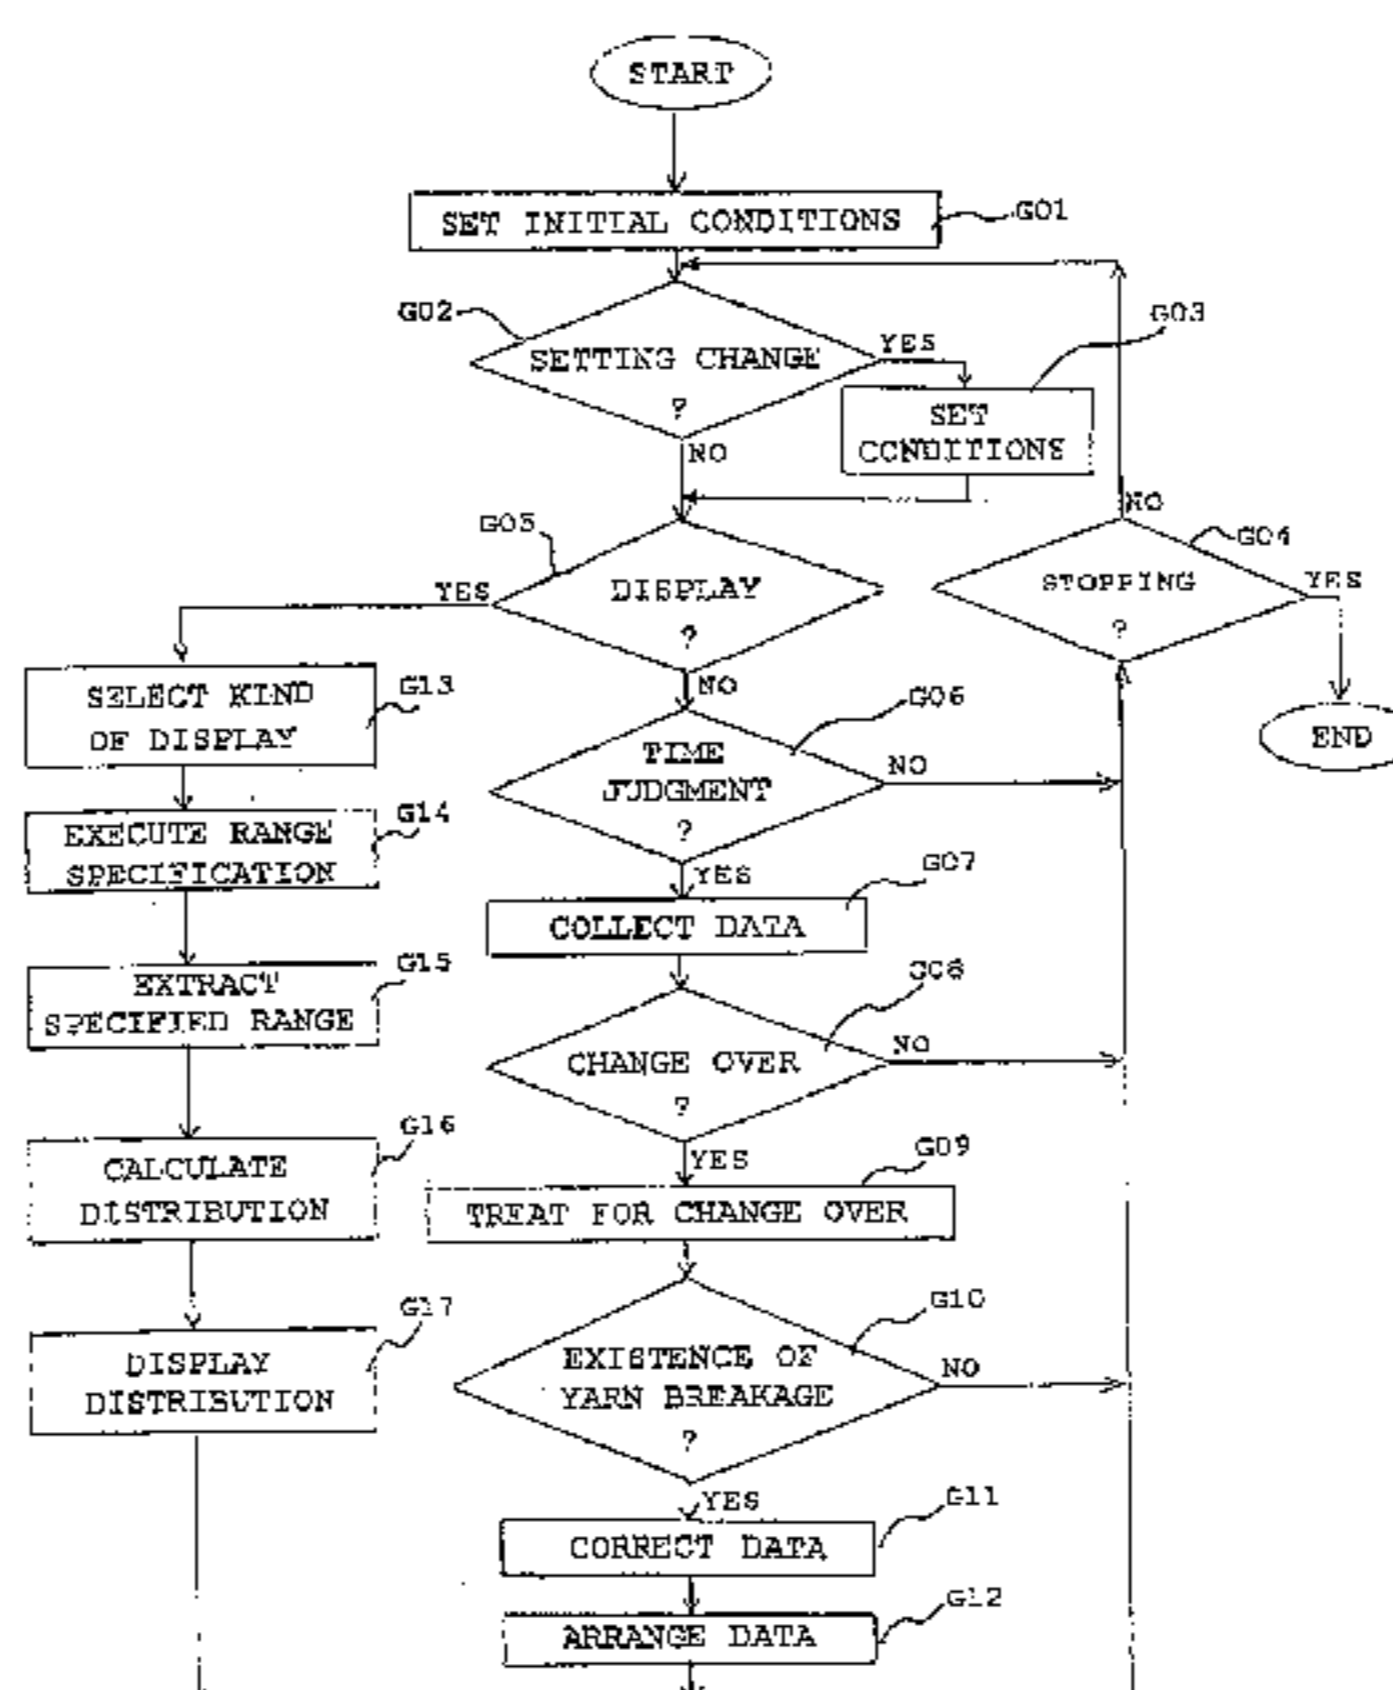 START
SET INITIAL CONDITIONS
G01
G02
SETTING CHANGE
?
YES
G03
SET
CONDITIONS
NO
NO
G05
DISPLAY
?
YES
G04
STOPPING
?
YES
END
NO
SELECT KIND
OF DISPLAY
G13
G06
TIME
JUDGMENT
?
NO
EXECUTE RANGE
SPECIFICATION
G14
YES
G07
COLLECT DATA
EXTRACT
SPECIFIED RANGE
G15
G08
CHANGE OVER
?
NO
CALCULATE
DISTRIBUTION
G16
YES
G09
TREAT FOR CHANGE OVER
DISPLAY
DISTRIBUTION
G17
G10
EXISTENCE OF
YARN BREAKAGE
?
NO
YES
G11
CORRECT DATA
G12
ARRANGE DATA